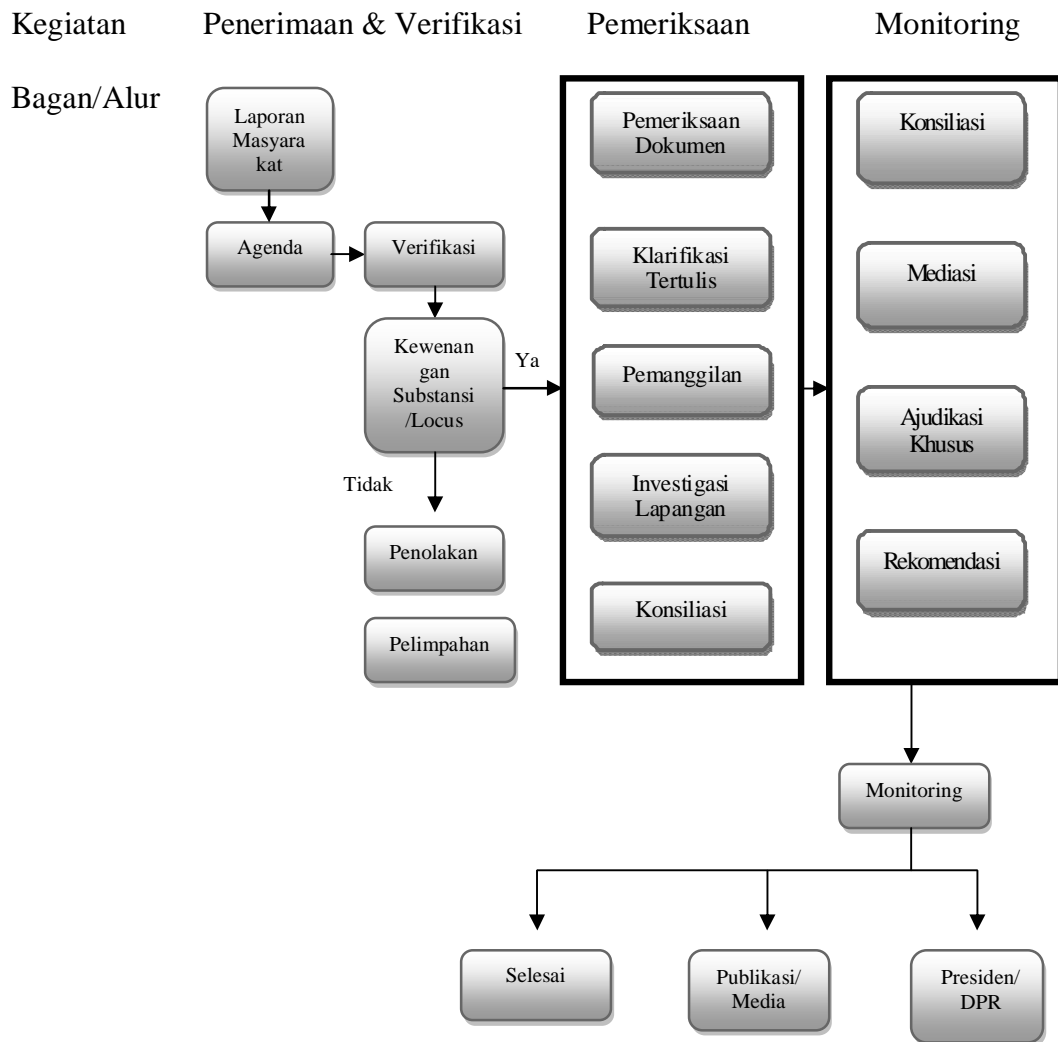 Kegiatan Penerimaan & Verifikasi Pemeriksaan Monitoring
Bagan/Alur
Laporan
Masyara
kat
Agenda
Verifikasi
Kewenan
gan
Substansi
/Locus
Ya
Tidak
Penolakan
Pelimpahan
Pemeriksaan
Dokumen
Klarifikasi
Tertulis
Pemanggilan
Investigasi
Lapangan
Konsiliasi
Konsiliasi
Mediasi
Ajudikasi
Khusus
Rekomendasi
Monitoring
Selesai
Publikasi/
Media
Presiden/
DPR